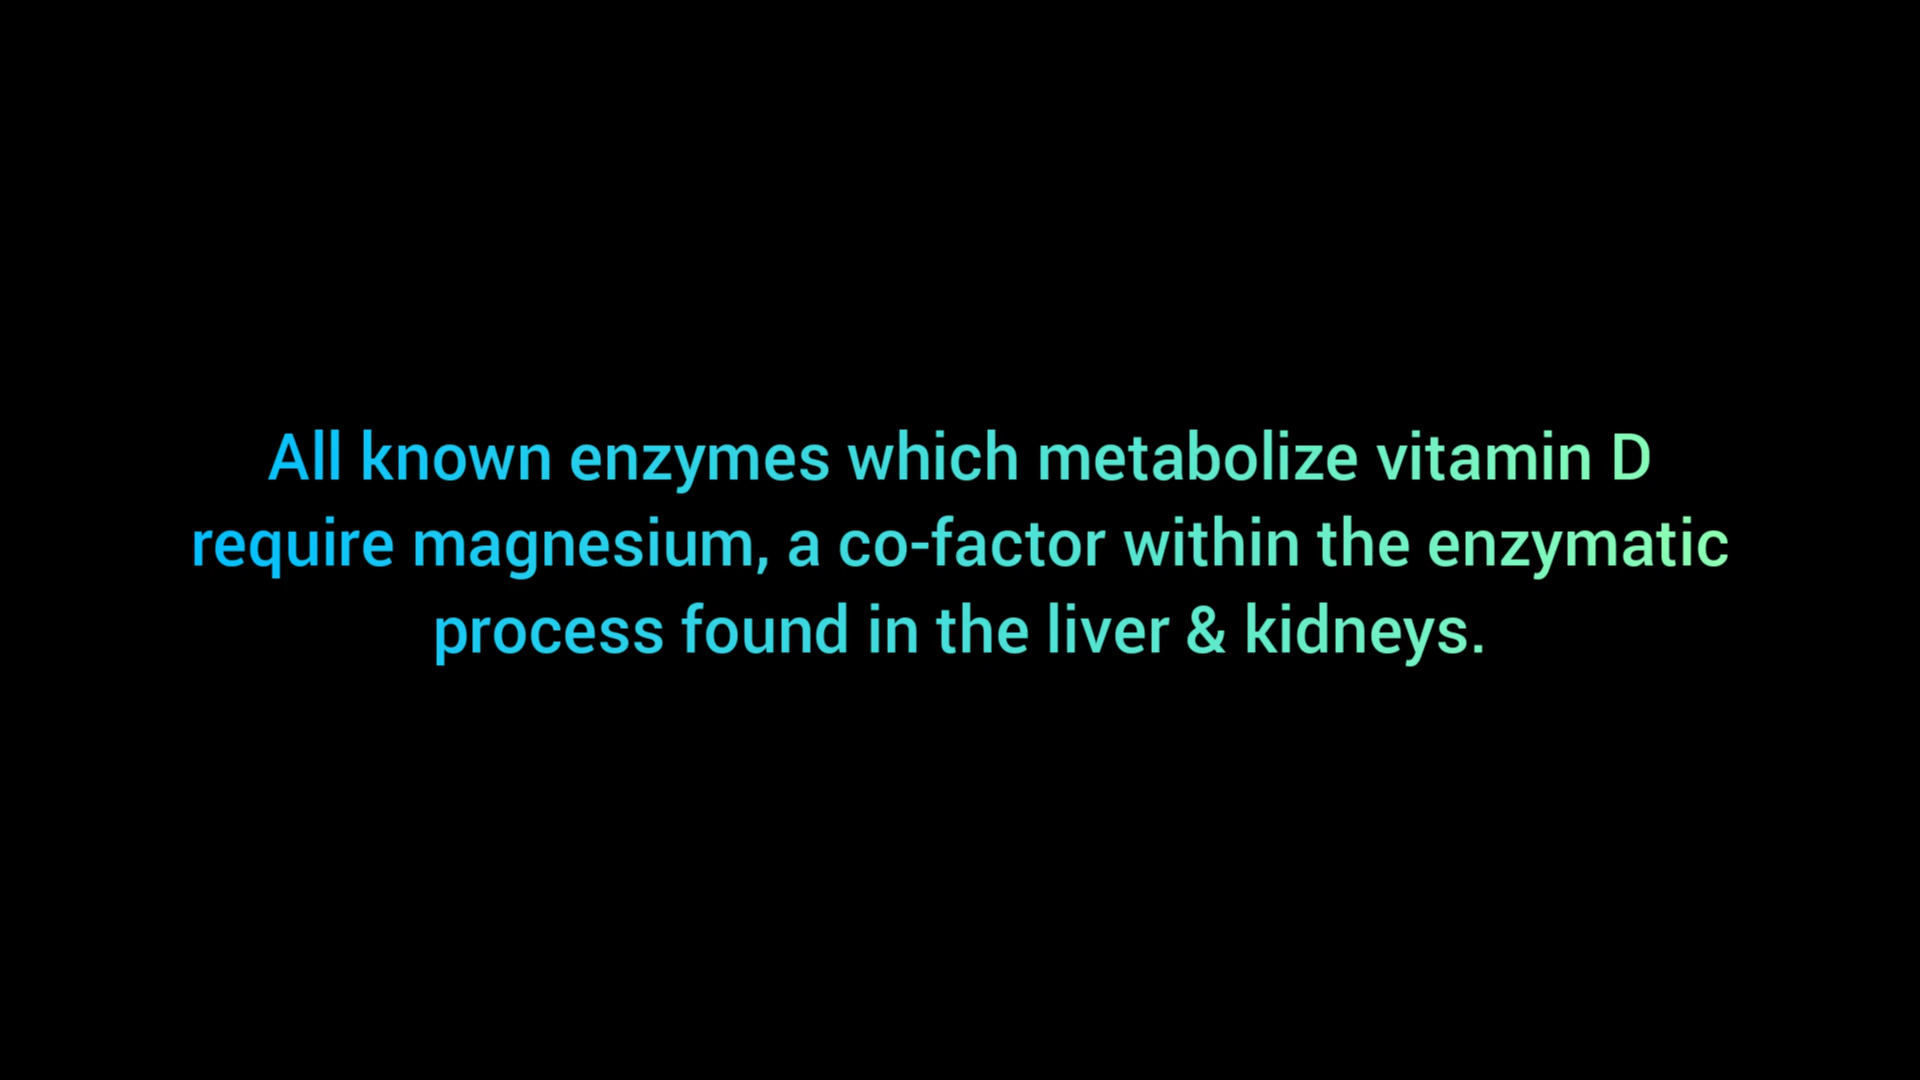 All known enzymes which metabolize vitamin D
require magnesium, a co-factor within the enzymatic
process found in the liver & kidneys.